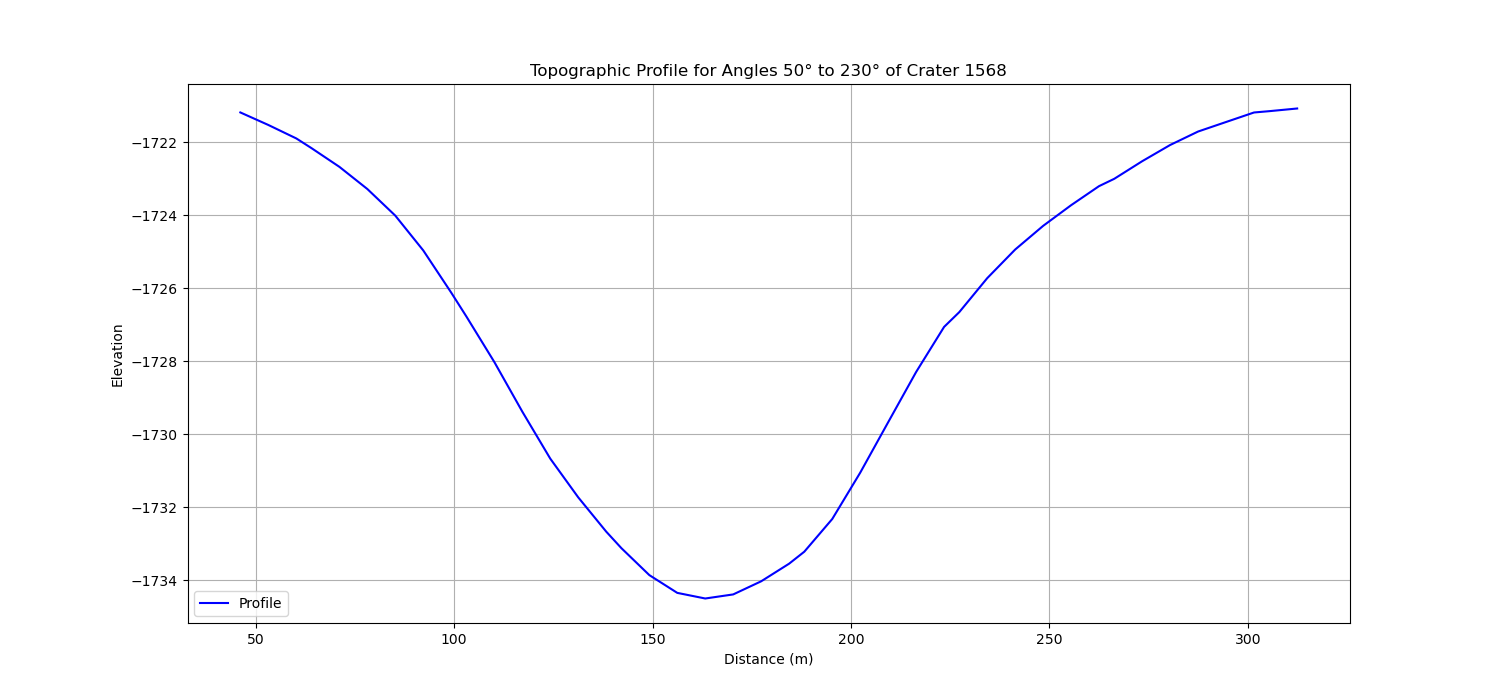 Topographic Profile for Angles 50° to 230° of Crater 1568
Elevation
−1722
−1724
−1726
−1728
−1730
−1732
−1734
Profile
50 100 150 200 250 300
Distance (m)